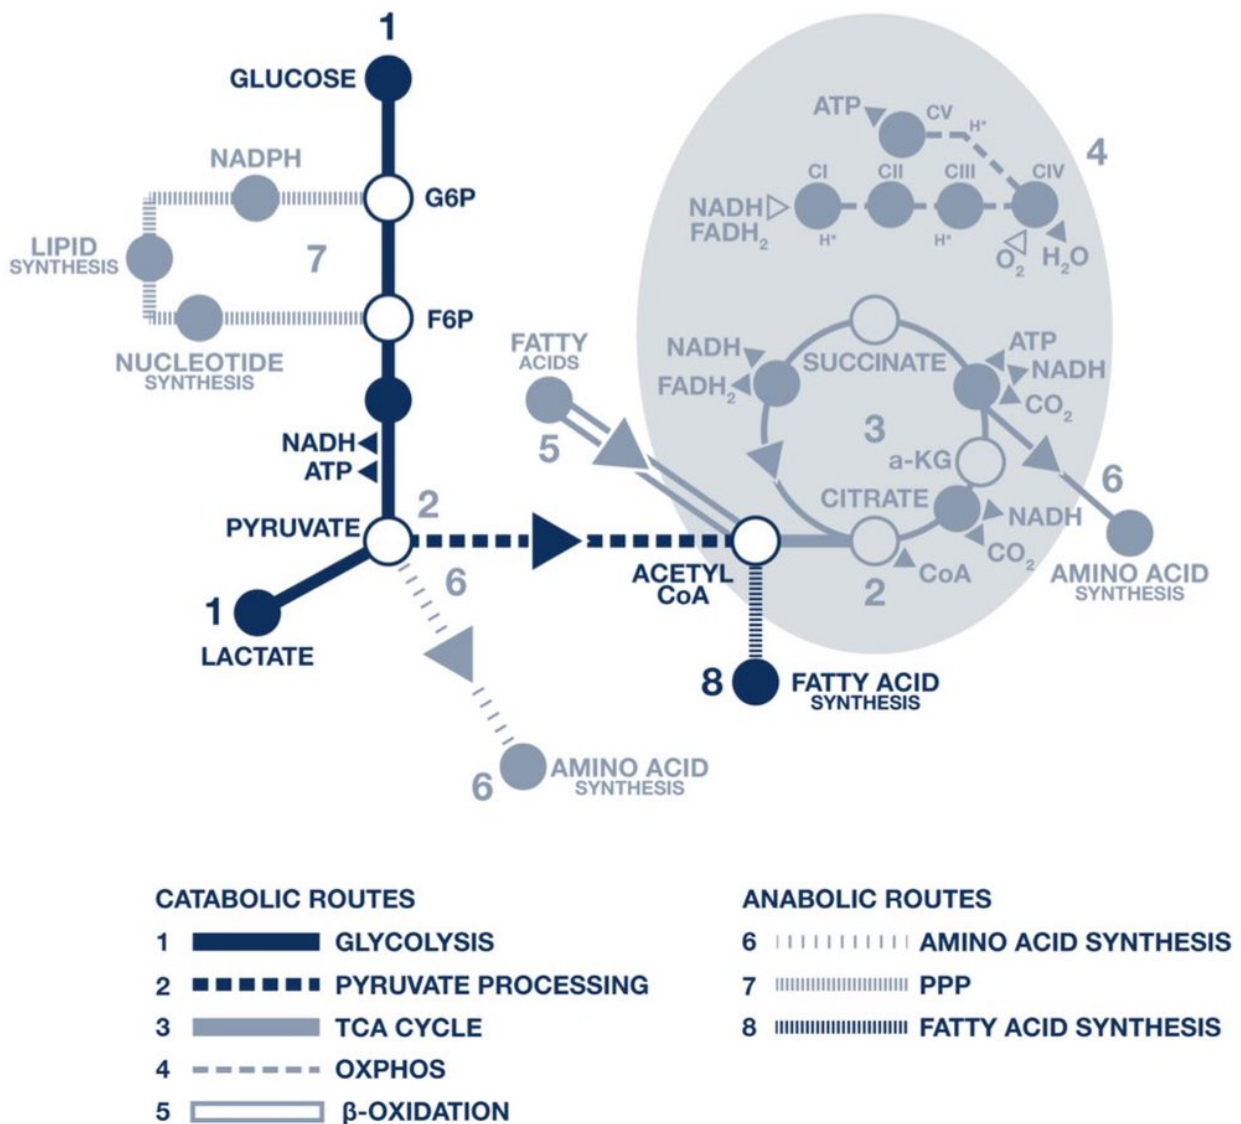 1
GLUCOSE
NADPH
G6P
LIPID
SYNTHESIS
7
F6P
NUCLEOTIDE
SYNTHESIS
NADH
ATP
PYRUVATE
2
6
1
LACTATE
6
AMINO ACID
SYNTHESIS
FATTY
ACIDS
5
ACETYL
CoA
8
FATTY ACID
SYNTHESIS
ATP
CV
H+
4
CI
CII
CIII
CIV
NADH
FADH2
H+
H+
O2
H2O
NADH
FADH2
SUCCINATE
ATP
NADH
CO2
3
a-KG
CITRATE
NADH
CO2
CoA
2
6
AMINO ACID
SYNTHESIS
CATABOLIC ROUTES
1 GLYCOLYSIS
2 PYRUVATE PROCESSING
3 TCA CYCLE
4 OXPHOS
5 β-OXIDATION
ANABOLIC ROUTES
6 AMINO ACID SYNTHESIS
7 PPP
8 FATTY ACID SYNTHESIS